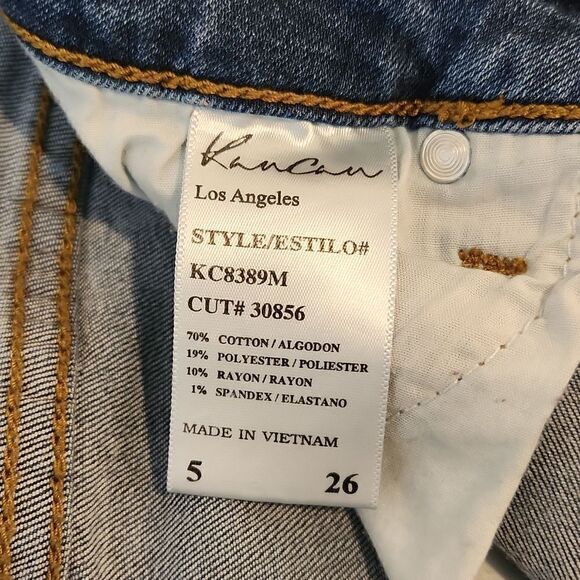 Kancan
Los Angeles
STYLE/ESTILO#
KC8389M
CUT# 30856
70% COTTON / ALGODON
19% POLYESTER / POLIESTER
10% RAYON / RAYON
1% SPANDEX / ELASTANO
MADE IN VIETNAM
5 26